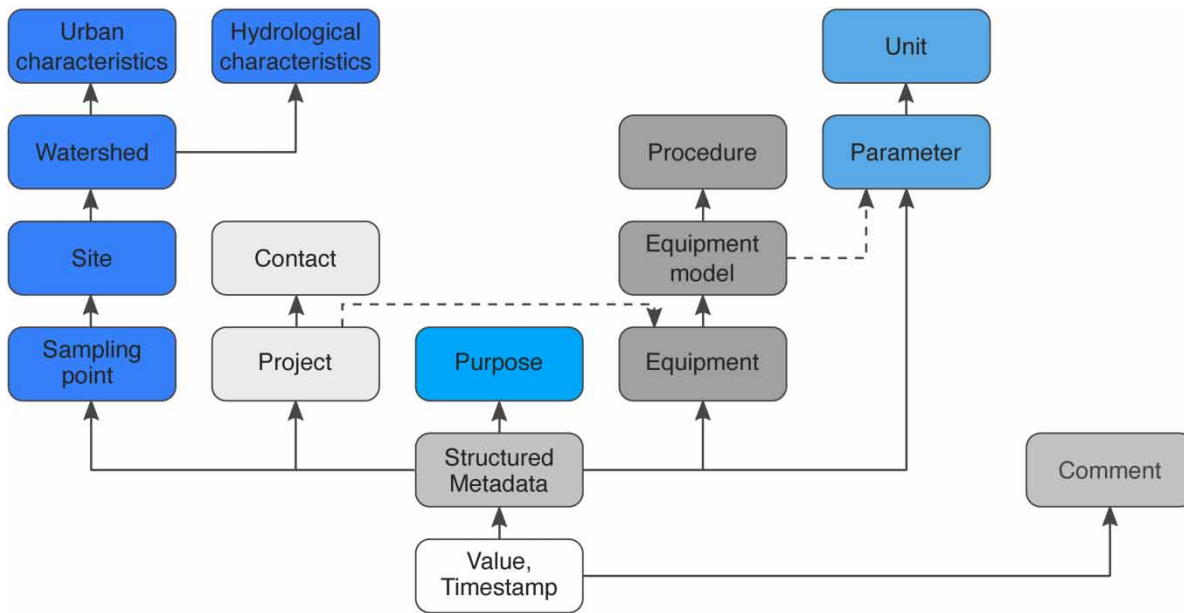 Urban
characteristics
Hydrological
characteristics
Unit
Watershed
Procedure
Parameter
Site
Contact
Equipment
model
Sampling
point
Project
Purpose
Equipment
Structured
Metadata
Comment
Value,
Timestamp